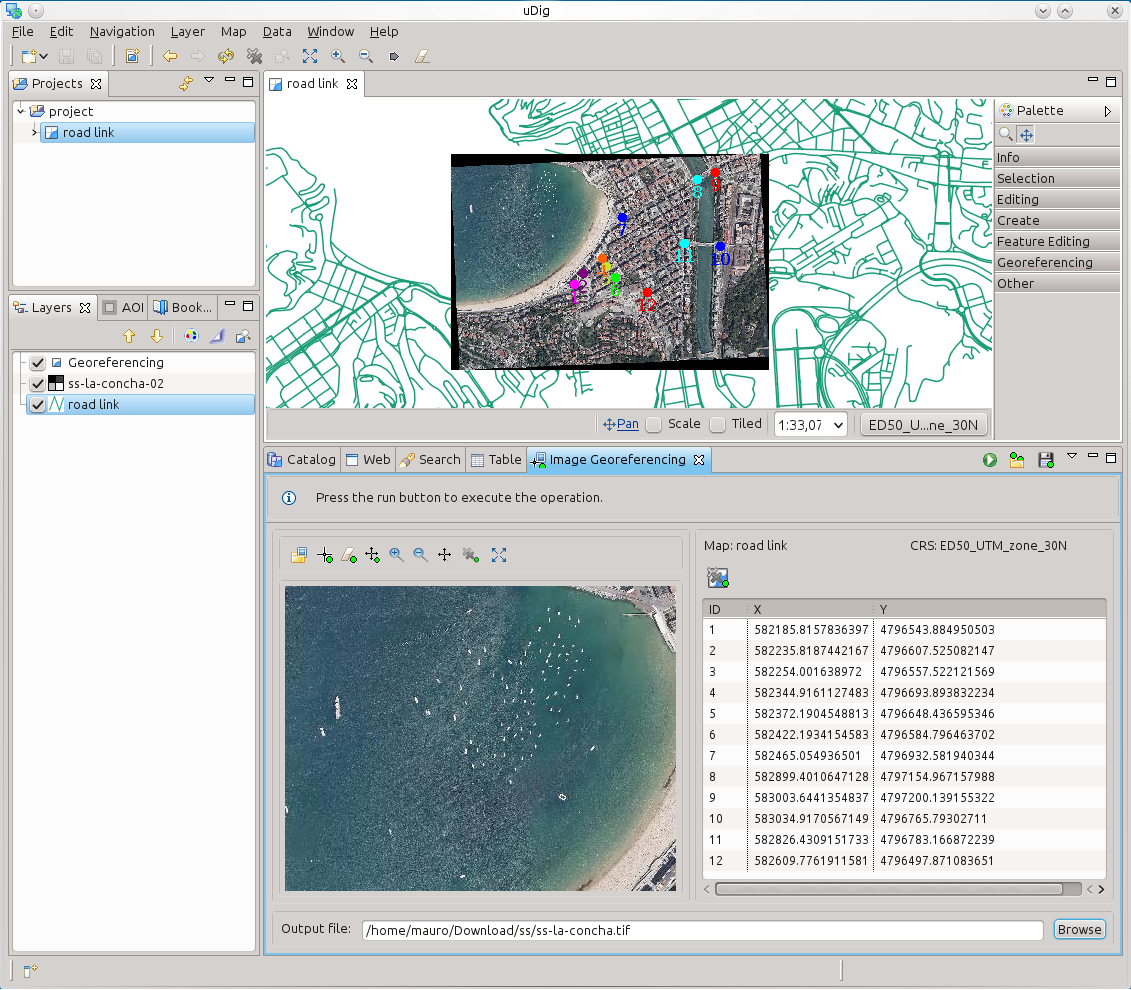 uDig
File Edit Navigation Layer Map Data Window Help
Projects
project
road link
Layers AOI Book...
Georeferencing
ss-la-concha-02
road link
road link
8 9
7
11 10
6
1
12
Palette
Info
Selection
Editing
Create
Feature Editing
Georeferencing
Other
Pan Scale Tiled 1:33,07 ED50_U...ne_30N
Catalog Web Search Table Image Georeferencing
Press the run button to execute the operation.
Map: road link CRS: ED50_UTM_zone_30N
ID X Y
1 582185.8157836397 4796543.884950503
2 582235.8187442167 4796607.525082147
3 582254.001638972 4796557.522121569
4 582344.9161127483 4796693.893832234
5 582372.1904548813 4796648.436595346
6 582422.1934154583 4796584.796463702
7 582465.054936501 4796932.581940344
8 582899.4010647128 4797154.967157988
9 583003.6441354837 4797200.139155322
10 583034.9170567149 4796765.79302711
11 582826.4309151733 4796783.166872239
12 582609.7761911581 4796497.871083651
Output file: /home/mauro/Download/ss/ss-la-concha.tif Browse